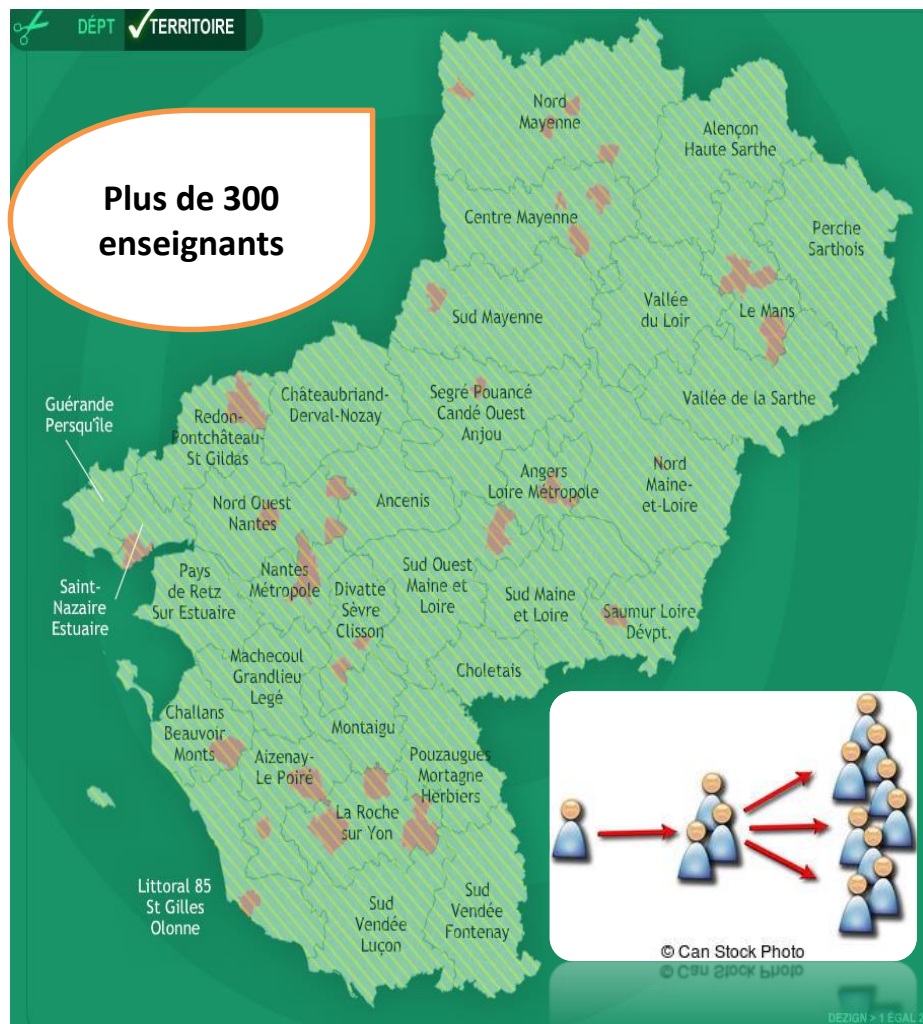 DÉPT
TERRITOIRE
Plus de 300
enseignants
Nord
Mayenne
Alençon
Haute Sarthe
Centre Mayenne
Perche
Sarthois
Sud Mayenne
Vallée
du Loir
Le Mans
Guérande
Persqu'île
Redon-
Pontchâteau-
St Gildas
Châteaubriand-
Derval-Nozay
Segré Pouancé
Candé Ouest
Anjou
Vallée de la Sarthe
Nord Ouest
Nantes
Ancenis
Angers
Loire Métropole
Nord
Maine-
et-Loire
Saint-
Nazaire
Estuaire
Pays
de Retz
Sur Estuaire
Nantes
Métropole
Divatte
Sèvre
Clisson
Sud Ouest
Maine et
Loire
Sud Maine
et Loire
Saumur Loire
Dévpt.
Machecoul
Grandlieu
Legé
Choletais
Challans
Beauvoir
Monts
Montaigu
Aizenay-
Le Poiré
Pouzaugues
Mortagne
Herbiers
La Roche
sur Yon
Littoral 85
St Gilles
Olonne
Sud
Vendée
Luçon
Sud
Vendée
Fontenay
© Can Stock Photo
DEZIGN > 1 ÉGAL 2